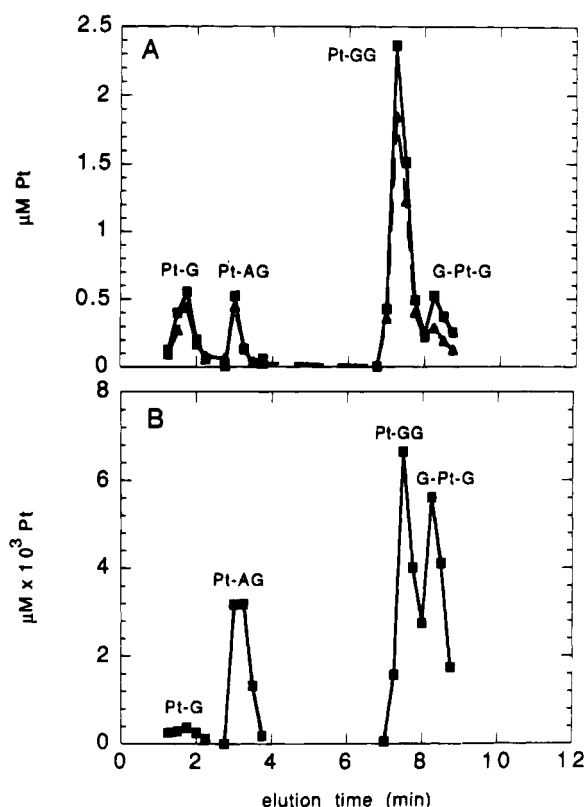 A
2.5
2
1.5
1
0.5
0
µM Pt
Pt-GG
Pt-G
Pt-AG
G-Pt-G
B
8
6
4
2
0
µM x 10³ Pt
Pt-GG
G-Pt-G
Pt-AG
Pt-G
0 2 4 6 8 10 12
elution time (min)